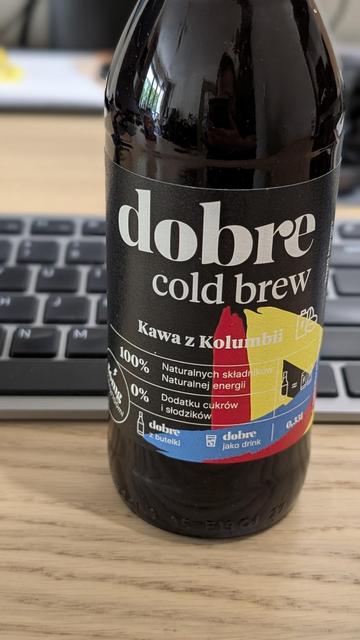 dobre
cold brew
Kawa z Kolumbii
100% Naturalnych składników
Naturalnej energii
0% Dodatku cukrów
i słodzików
dobre
z butelki
dobre
jako drink
0,33l